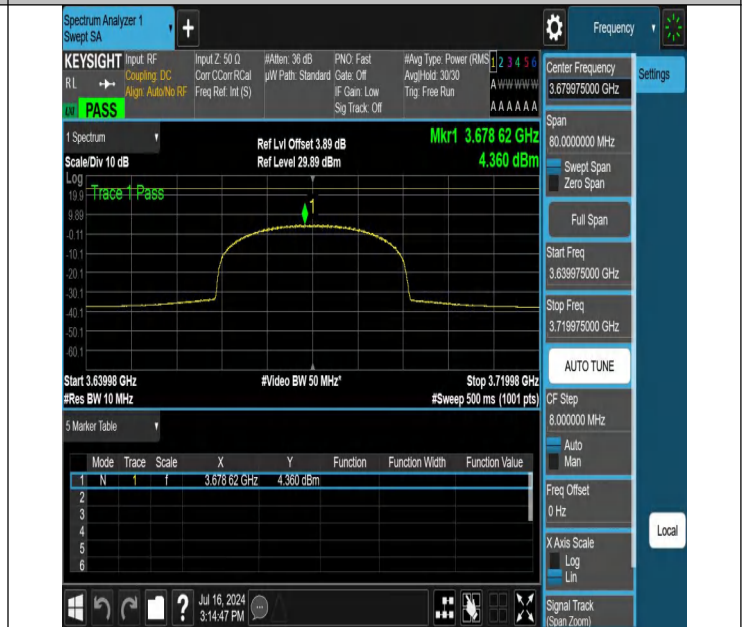 Spectrum Analyzer 1
Swept SA
+
Frequency
KEYSIGHT
RL
PASS
Input: RF
Coupling: DC
Align: Auto/No RF
Input Z: 50 Ω
Corr CCorr RCal
Freq Ref: Int (S)
#Atten: 36 dB
µW Path: Standard
PNO: Fast
Gate: Off
IF Gain: Low
Sig Track: Off
#Avg Type: Power (RMS
Avg|Hold: 30/30
Trig: Free Run
1 2 3 4 5 6
A W W W W W
A A A A A A
Center Frequency
3.679975000 GHz
Settings
Span
80.0000000 MHz
Swept Span
Zero Span
Full Span
Start Freq
3.639975000 GHz
Stop Freq
3.719975000 GHz
AUTO TUNE
CF Step
8.000000 MHz
Auto
Man
Freq Offset
0 Hz
X Axis Scale
Log
Lin
Signal Track
(Span Zoom)
Local
1 Spectrum
Scale/Div 10 dB
Ref Lvl Offset 3.89 dB
Ref Level 29.89 dBm
Mkr1 3.678 62 GHz
4.360 dBm
Log
Trace 1 Pass
1
19.9
9.89
-0.11
-10.1
-20.1
-30.1
-40.1
-50.1
-60.1
Start 3.63998 GHz
#Res BW 10 MHz
#Video BW 50 MHz*
Stop 3.71998 GHz
#Sweep 500 ms (1001 pts)
5 Marker Table
Mode Trace Scale X Y Function Function Width Function Value
1 N 1 f 3.678 62 GHz 4.360 dBm
2
3
4
5
6
?
Jul 16, 2024
3:14:47 PM